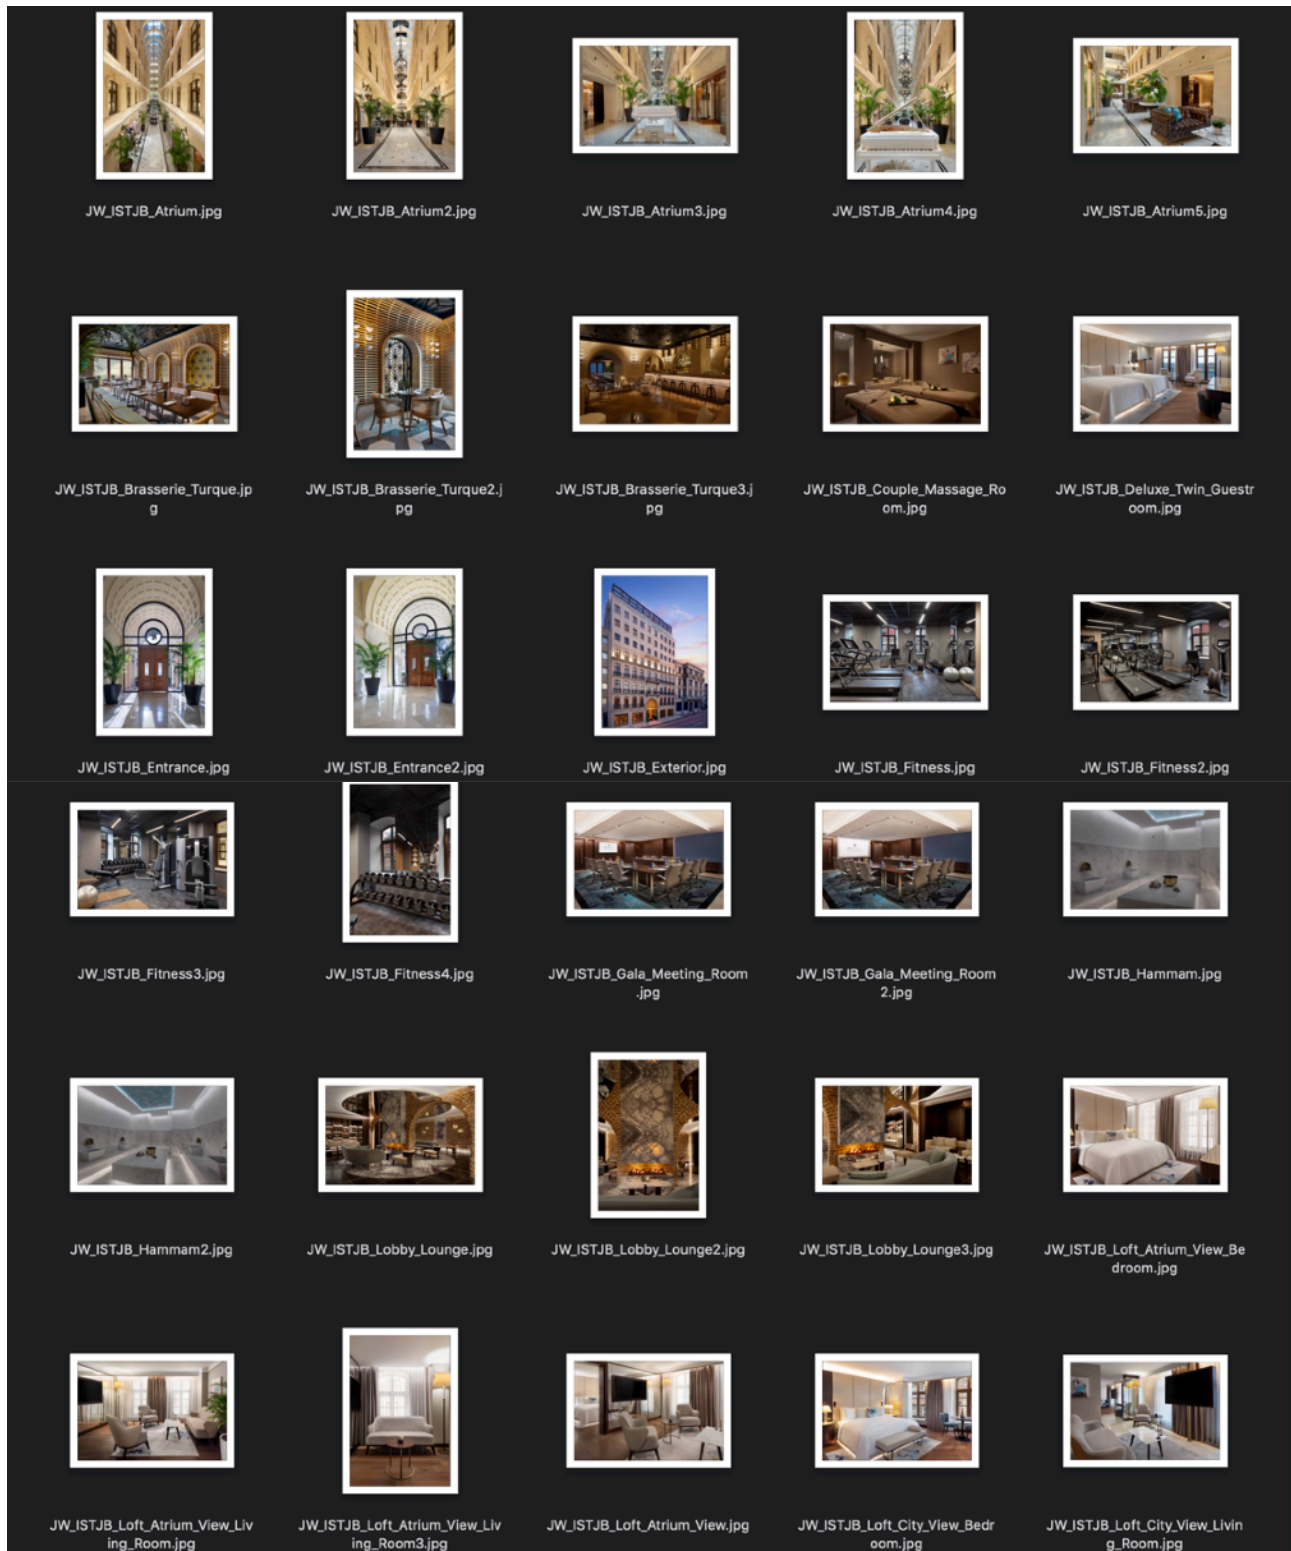 JW_ISTJB_Atrium.jpg
JW_ISTJB_Atrium2.jpg
JW_ISTJB_Atrium3.jpg
JW_ISTJB_Atrium4.jpg
JW_ISTJB_Atrium5.jpg
JW_ISTJB_Brasserie_Turque.jp
g
JW_ISTJB_Brasserie_Turque2.j
pg
JW_ISTJB_Brasserie_Turque3.j
pg
JW_ISTJB_Couple_Massage_Ro
om.jpg
JW_ISTJB_Deluxe_Twin_Guestr
oom.jpg
JW_ISTJB_Entrance.jpg
JW_ISTJB_Entrance2.jpg
JW_ISTJB_Exterior.jpg
JW_ISTJB_Fitness.jpg
JW_ISTJB_Fitness2.jpg
JW_ISTJB_Fitness3.jpg
JW_ISTJB_Fitness4.jpg
JW_ISTJB_Gala_Meeting_Room
.jpg
JW_ISTJB_Gala_Meeting_Room
2.jpg
JW_ISTJB_Hammam.jpg
JW_ISTJB_Hammam2.jpg
JW_ISTJB_Lobby_Lounge.jpg
JW_ISTJB_Lobby_Lounge2.jpg
JW_ISTJB_Lobby_Lounge3.jpg
JW_ISTJB_Loft_Atrium_View_Be
droom.jpg
JW_ISTJB_Loft_Atrium_View_Liv
ing_Room.jpg
JW_ISTJB_Loft_Atrium_View_Liv
ing_Room3.jpg
JW_ISTJB_Loft_Atrium_View.jpg
JW_ISTJB_Loft_City_View_Bedr
oom.jpg
JW_ISTJB_Loft_City_View_Livin
g_Room.jpg